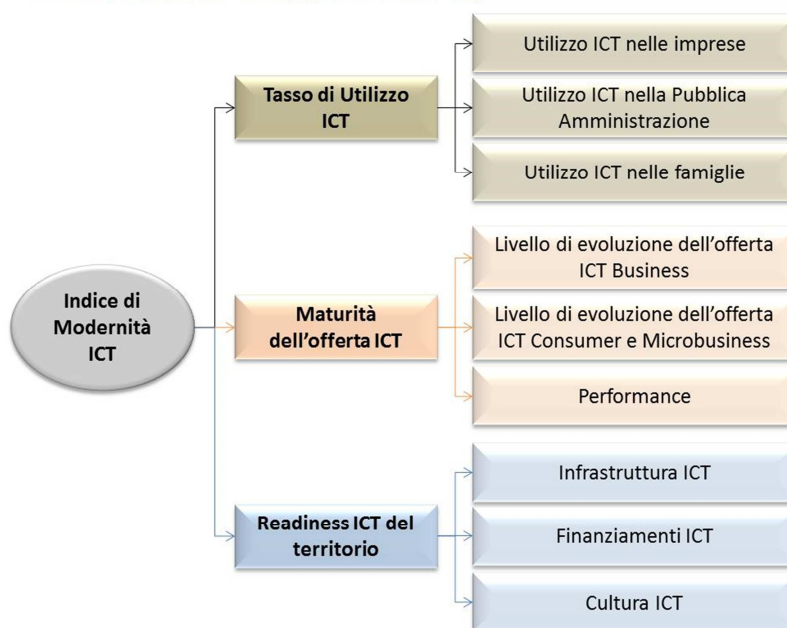 Indice di
Modernità
ICT
Tasso di Utilizzo
ICT
Utilizzo ICT nelle imprese
Utilizzo ICT nella Pubblica
Amministrazione
Utilizzo ICT nelle famiglie
Maturità
dell'offerta ICT
Livello di evoluzione dell'offerta
ICT Business
Livello di evoluzione dell'offerta
ICT Consumer e Microbusiness
Performance
Readiness ICT del
territorio
Infrastruttura ICT
Finanziamenti ICT
Cultura ICT